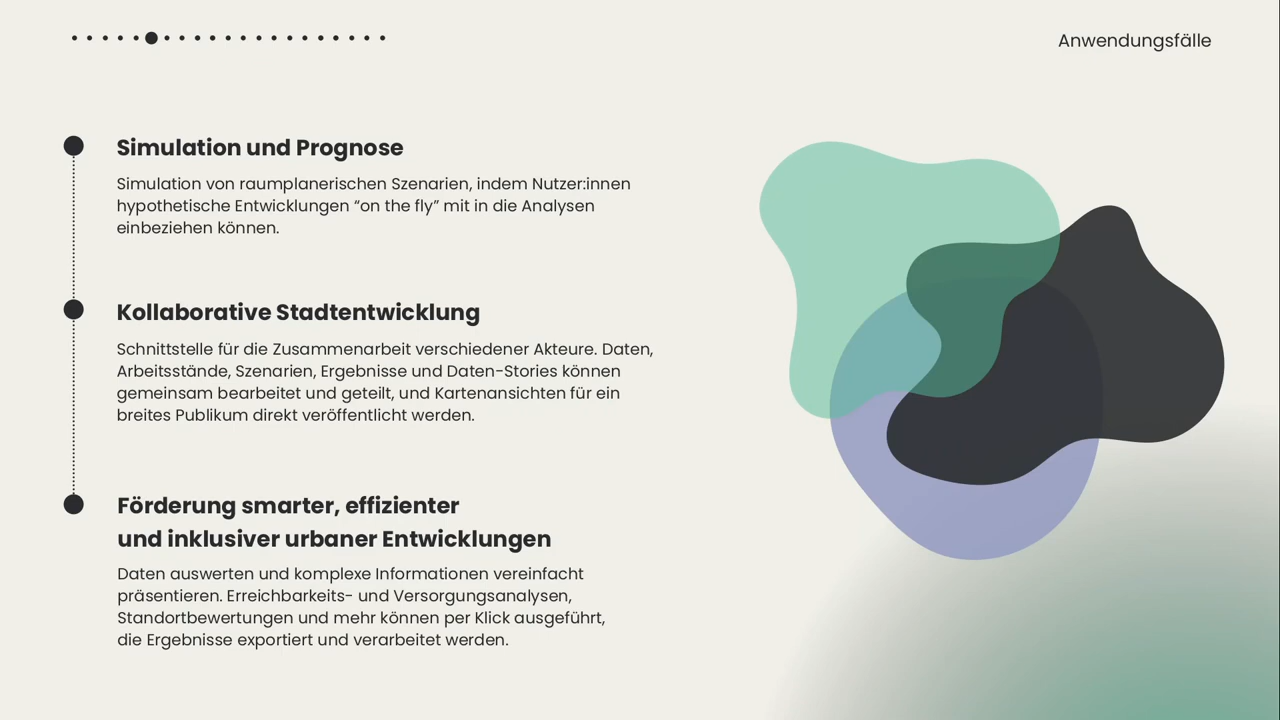 Anwendungsfälle
Simulation und Prognose
Simulation von raumplanerischen Szenarien, indem Nutzer:innen
hypothetische Entwicklungen “on the fly” mit in die Analysen
einbeziehen können.
Kollaborative Stadtentwicklung
Schnittstelle für die Zusammenarbeit verschiedener Akteure. Daten,
Arbeitsstände, Szenarien, Ergebnisse und Daten-Stories können
gemeinsam bearbeitet und geteilt, und Kartenansichten für ein
breites Publikum direkt veröffentlicht werden.
Förderung smarter, effizienter
und inklusiver urbaner Entwicklungen
Daten auswerten und komplexe Informationen vereinfacht
präsentieren. Erreichbarkeits- und Versorgungsanalysen,
Standortbewertungen und mehr können per Klick ausgeführt,
die Ergebnisse exportiert und verarbeitet werden.